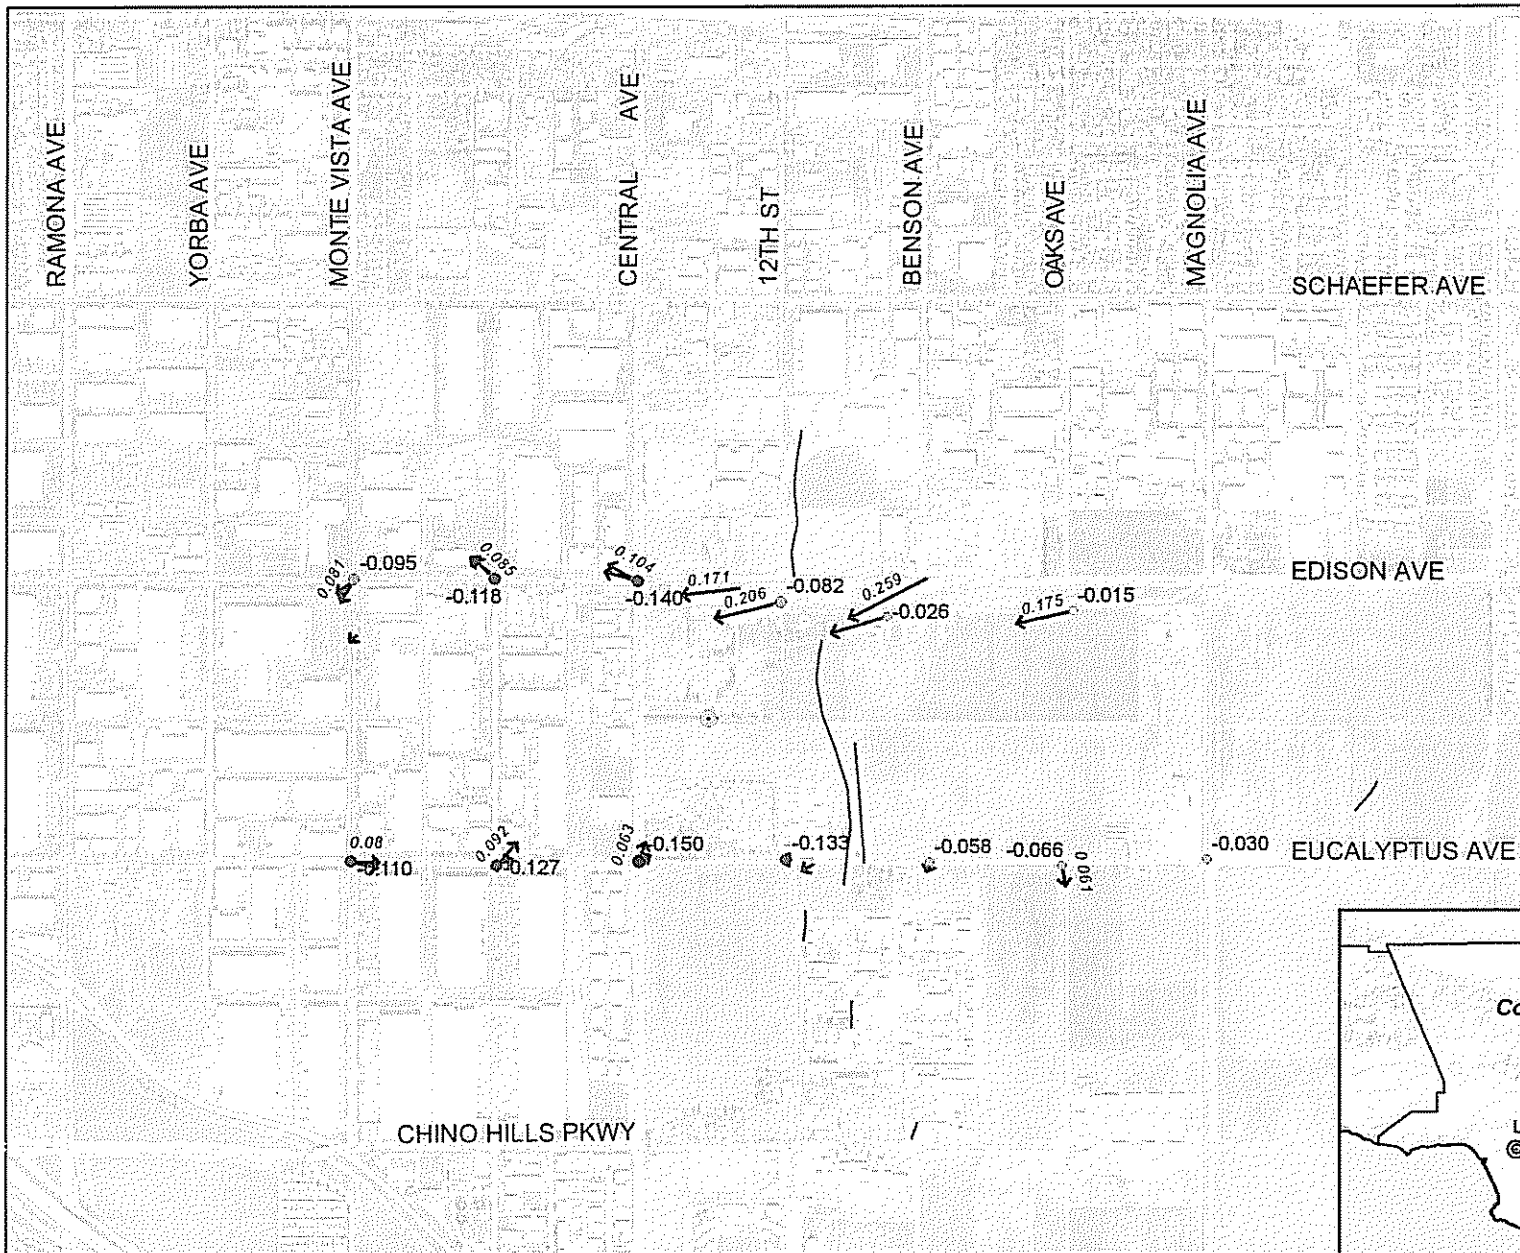 RAMONA AVE
YORBA AVE
MONTE VISTA AVE
CENTRAL AVE
12TH ST
BENSON AVE
OAKS AVE
MAGNOLIA AVE
SCHAEFER AVE
EDISON AVE
0.081
-0.095
0.085
-0.118
0.104
-0.140
0.171
0.206
-0.082
0.259
-0.026
0.175
-0.015
EUCALYPTUS AVE
0.08
-0.110
0.092
-0.127
0.063
-0.150
-0.133
-0.058
-0.066
0.061
-0.030
CHINO HILLS PKWY
Co
L